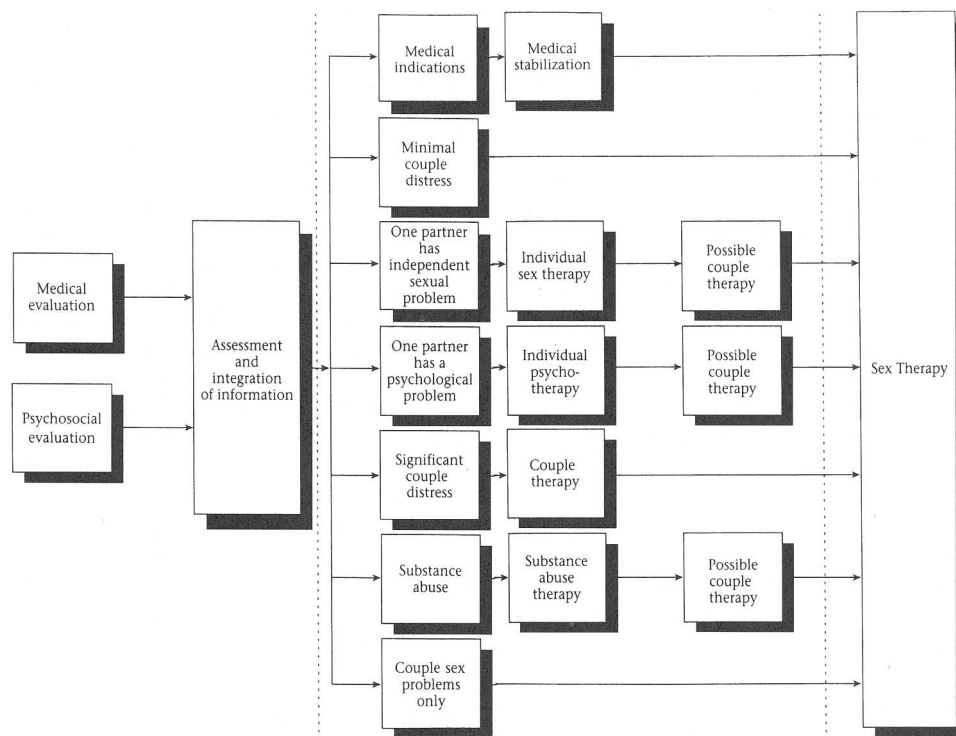 Medical
evaluation
Psychosocial
evaluation
Assessment
and
integration
of information
Medical
indications
Medical
stabilization
Minimal
couple
distress
One partner
has
independent
sexual
problem
Individual
sex therapy
Possible
couple
therapy
One partner
has a
psychological
problem
Individual
psycho-
therapy
Possible
couple
therapy
Significant
couple
distress
Couple
therapy
Substance
abuse
Substance
abuse
therapy
Possible
couple
therapy
Couple sex
problems
only
Sex Therapy